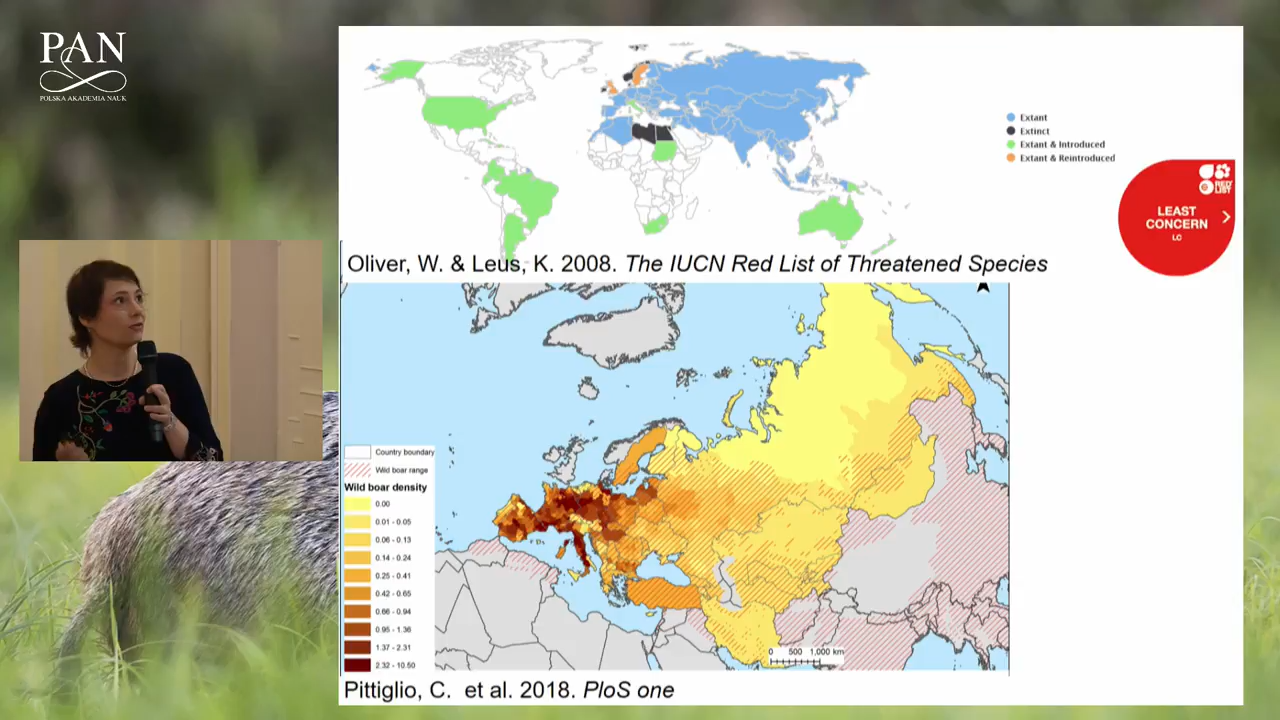 PAN
POLSKA AKADEMIA NAUK
Extant
Extinct
Extant & Introduced
Extant & Reintroduced
RED LIST
LEAST
CONCERN
LC
Oliver, W. & Leus, K. 2008. The IUCN Red List of Threatened Species
Country boundary
Wild boar range
Wild boar density
0.00
0.01 - 0.05
0.06 - 0.13
0.14 - 0.24
0.25 - 0.41
0.42 - 0.65
0.66 - 0.94
0.95 - 1.36
1.37 - 2.31
2.32 - 10.50
0 500 1,000 km
Pittiglio, C. et al. 2018. PloS one